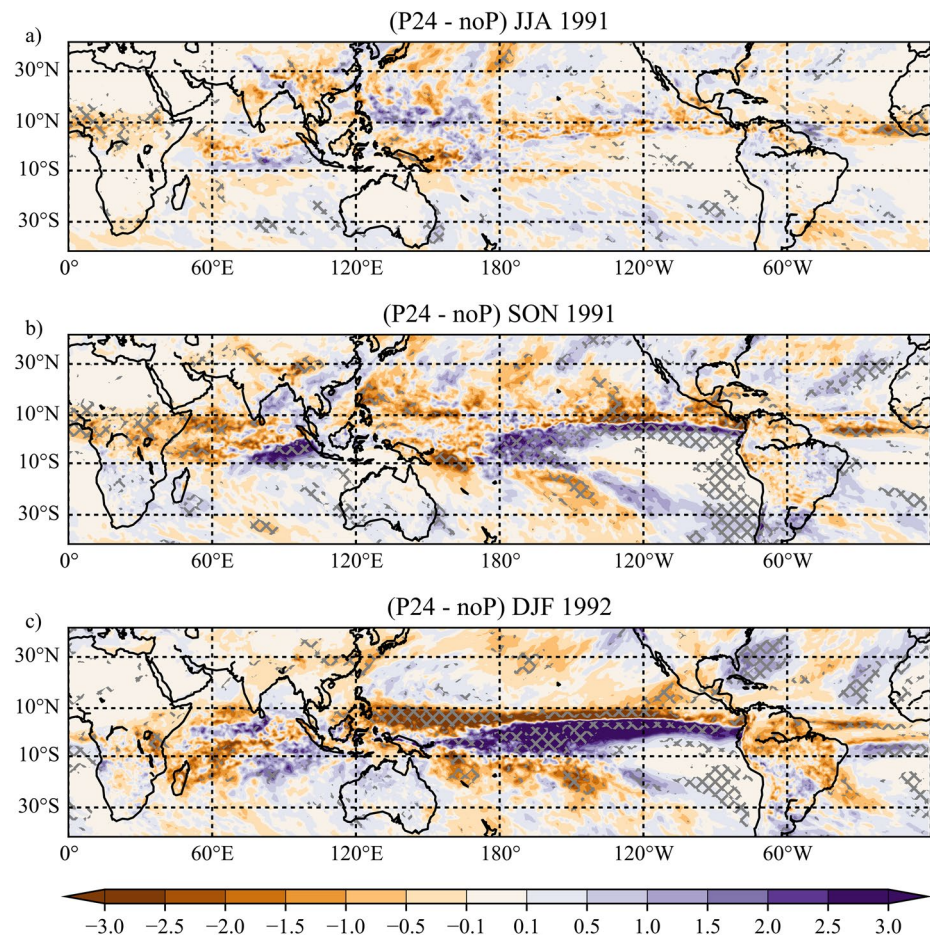 (P24 - noP) JJA 1991
a)
30°N
10°N
10°S
30°S
0° 60°E 120°E 180° 120°W 60°W
(P24 - noP) SON 1991
b)
30°N
10°N
10°S
30°S
0° 60°E 120°E 180° 120°W 60°W
(P24 - noP) DJF 1992
c)
30°N
10°N
10°S
30°S
0° 60°E 120°E 180° 120°W 60°W
−3.0 −2.5 −2.0 −1.5 −1.0 −0.5 −0.1 0.1 0.5 1.0 1.5 2.0 2.5 3.0